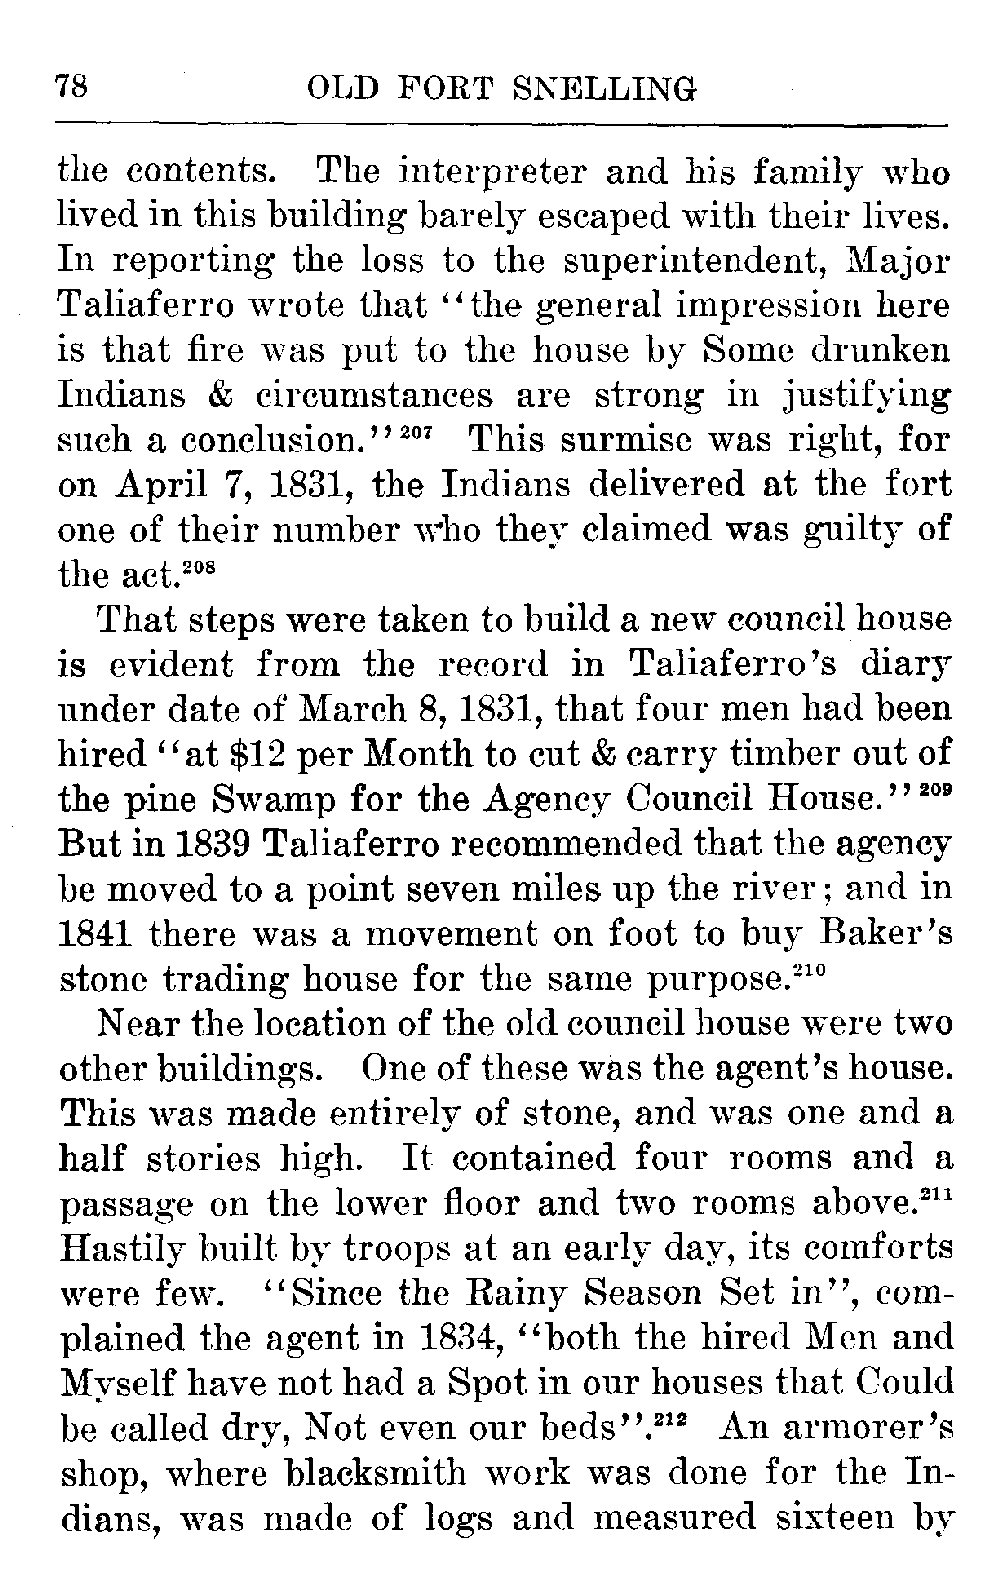 78 OLD FORT SNELLING
the contents. The interpreter and his family who
lived in this building barely escaped with their lives.
In reporting the loss to the superintendent, Major
Taliaferro wrote that "the general impression here
is that fire was put to the house by Some drunken
Indians & circumstances are strong in justifying
such a conclusion."²⁰⁷ This surmise was right, for
on April 7, 1831, the Indians delivered at the fort
one of their number who they claimed was guilty of
the act.²⁰⁸
That steps were taken to build a new council house
is evident from the record in Taliaferro's diary
under date of March 8, 1831, that four men had been
hired "at $12 per Month to cut & carry timber out of
the pine Swamp for the Agency Council House."²⁰⁹
But in 1839 Taliaferro recommended that the agency
be moved to a point seven miles up the river; and in
1841 there was a movement on foot to buy Baker's
stone trading house for the same purpose.²¹⁰
Near the location of the old council house were two
other buildings. One of these was the agent's house.
This was made entirely of stone, and was one and a
half stories high. It contained four rooms and a
passage on the lower floor and two rooms above.²¹¹
Hastily built by troops at an early day, its comforts
were few. "Since the Rainy Season Set in", com-
plained the agent in 1834, "both the hired Men and
Myself have not had a Spot in our houses that Could
be called dry, Not even our beds".²¹² An armorer's
shop, where blacksmith work was done for the In-
dians, was made of logs and measured sixteen by